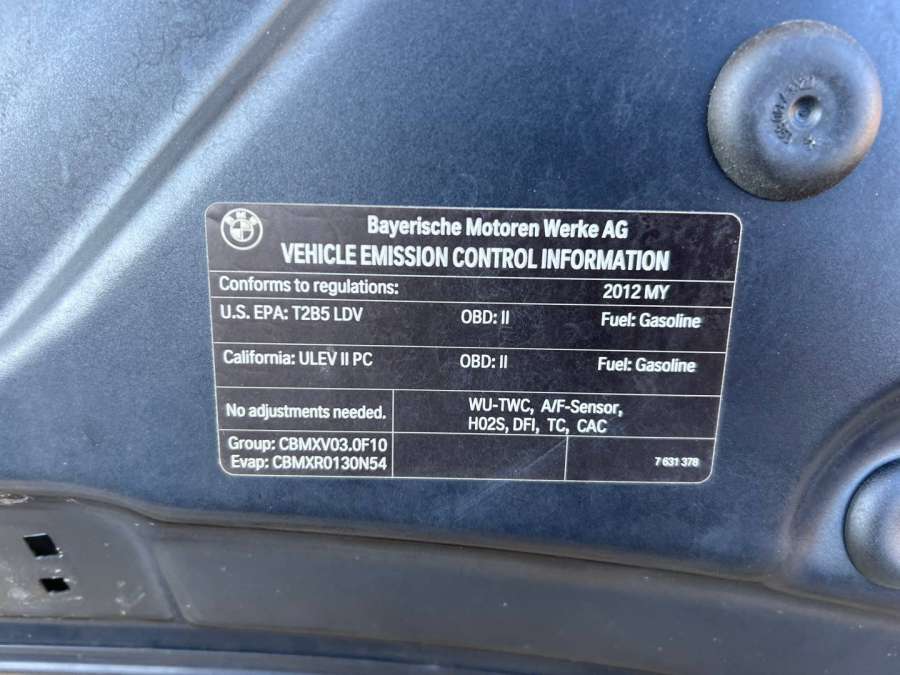 Bayerische Motoren Werke AG
VEHICLE EMISSION CONTROL INFORMATION
Conforms to regulations: 2012 MY
U.S. EPA: T2B5 LDV OBD: II Fuel: Gasoline
California: ULEV II PC OBD: II Fuel: Gasoline
No adjustments needed.
WU-TWC, A/F-Sensor,
H02S, DFI, TC, CAC
Group: CBMXV03.0F10
Evap: CBMXR0130N54
7 631 378